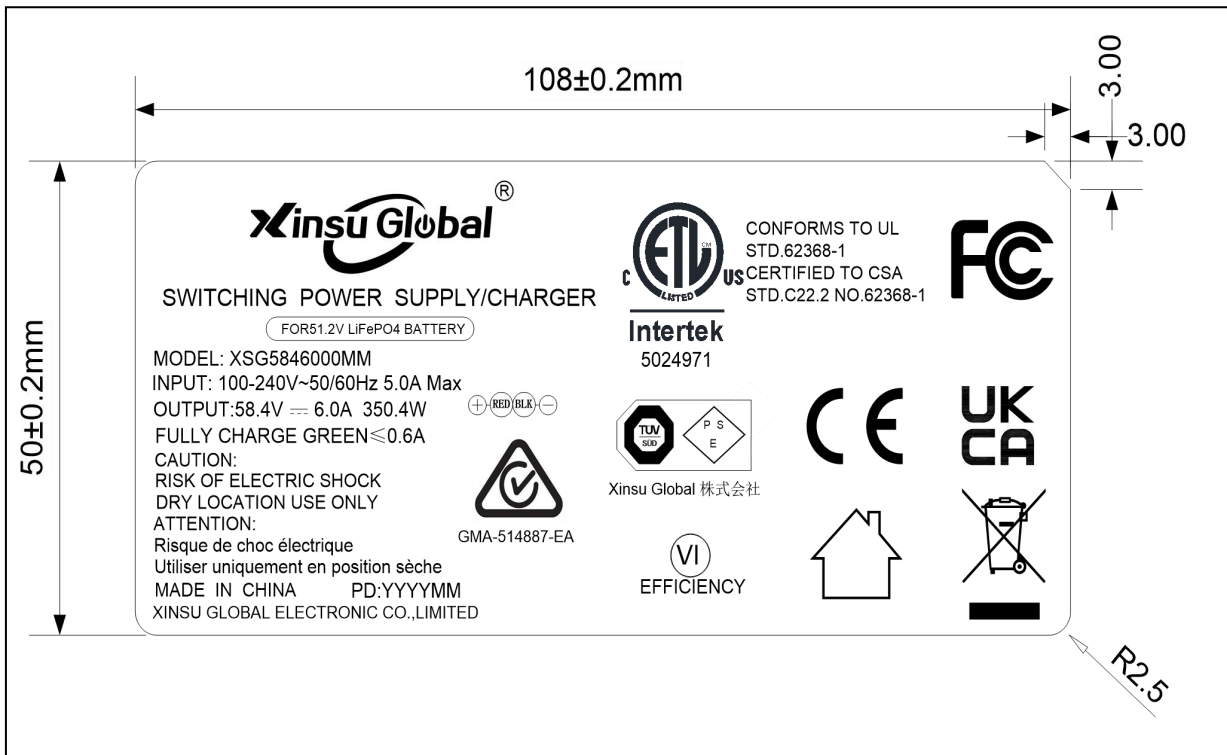 108±0.2mm
3.00
3.00
50±0.2mm
R2.5
Xinsu Global ®
SWITCHING POWER SUPPLY/CHARGER
FOR51.2V LiFePO4 BATTERY
MODEL: XSG5846000MM
INPUT: 100-240V~50/60Hz 5.0A Max
OUTPUT:58.4V ⎓ 6.0A 350.4W
+ RED BLK −
FULLY CHARGE GREEN≤0.6A
CAUTION:
RISK OF ELECTRIC SHOCK
DRY LOCATION USE ONLY
ATTENTION:
Risque de choc électrique
Utiliser uniquement en position sèche
MADE IN CHINA PD:YYYYMM
XINSU GLOBAL ELECTRONIC CO.,LIMITED
GMA-514887-EA
C ETL CM US
LISTED
Intertek
5024971
CONFORMS TO UL
STD.62368-1
CERTIFIED TO CSA
STD.C22.2 NO.62368-1
FC
TUV
SÜD
P S
E
Xinsu Global 株式会社
CE
UK
CA
VI
EFFICIENCY